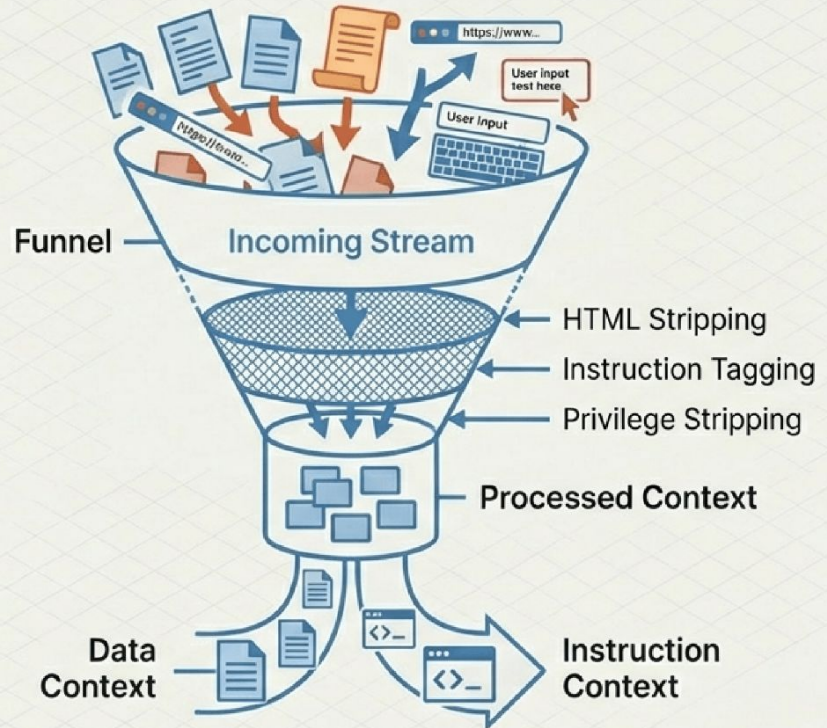 https://www...
User input
test here
User Input
Funnel
Incoming Stream
HTML Stripping
Instruction Tagging
Privilege Stripping
Processed Context
Data
Context
Instruction
Context
<>_
<>_